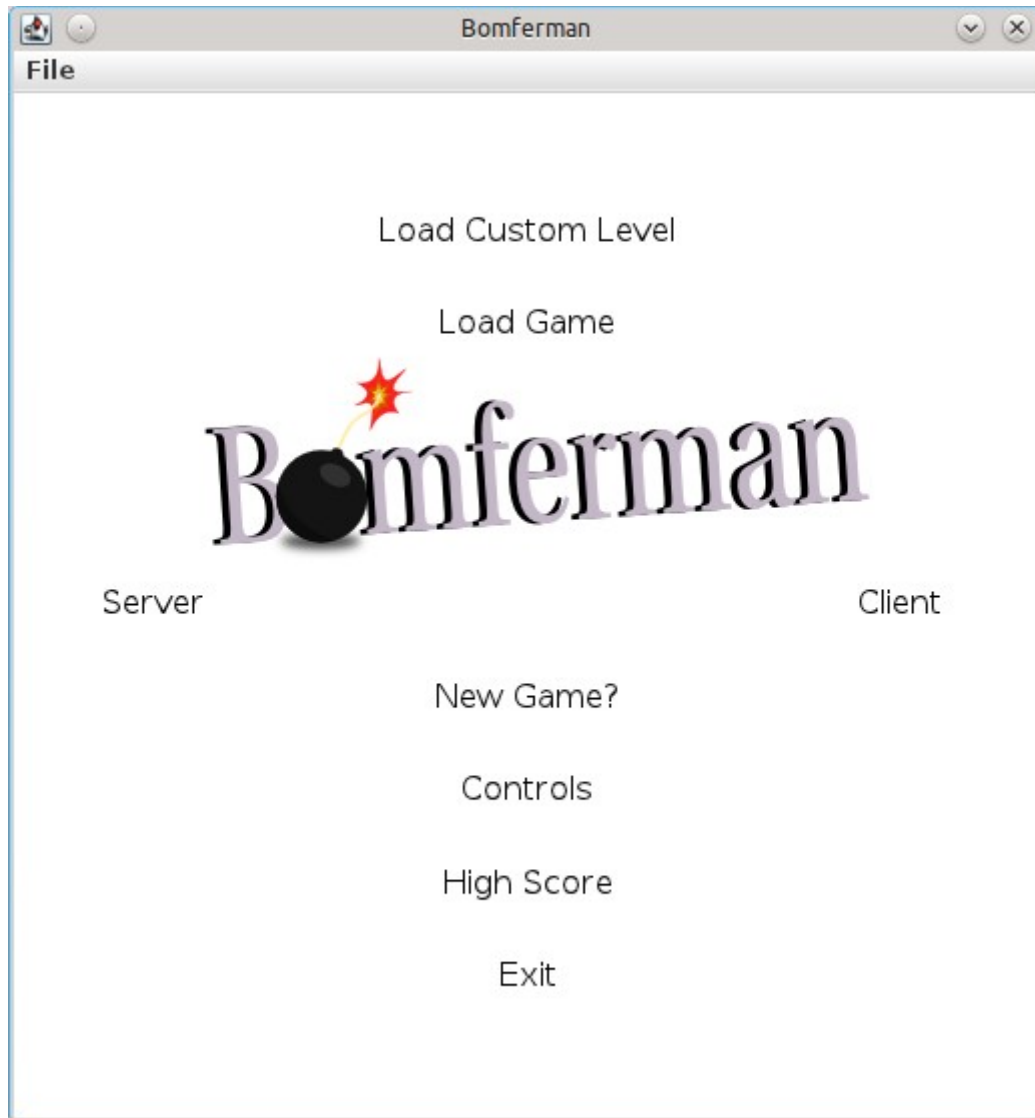 Bomferman
File
Load Custom Level
Load Game
Bomferman
Server Client
New Game?
Controls
High Score
Exit